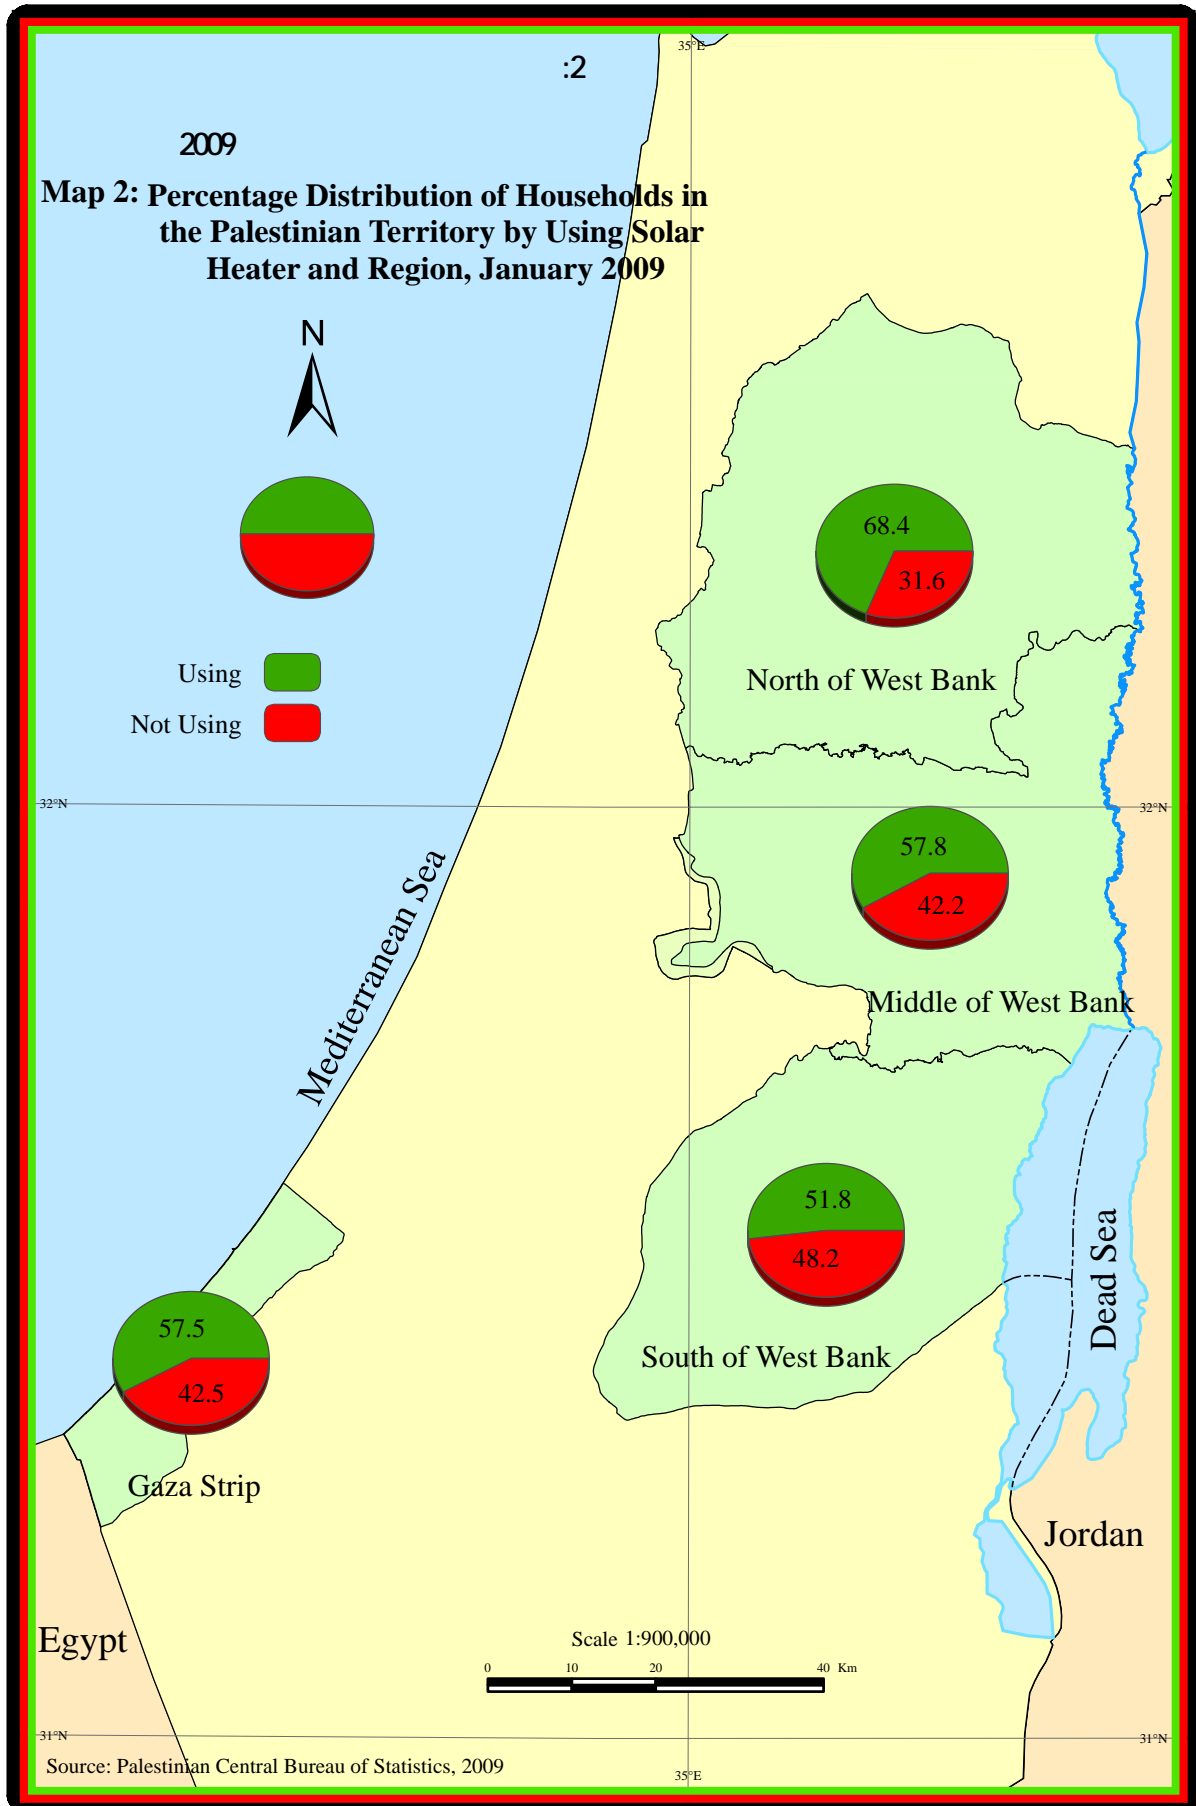 35°E
:2
2009
Map 2: Percentage Distribution of Households in
the Palestinian Territory by Using Solar
Heater and Region, January 2009
N
68.4
31.6
Using
Not Using
North of West Bank
32°N
32°N
57.8
42.2
Mediterranean Sea
Middle of West Bank
51.8
48.2
Dead Sea
57.5
42.5
South of West Bank
Gaza Strip
Jordan
Egypt
Scale 1:900,000
0 10 20 40 Km
31°N
31°N
Source: Palestinian Central Bureau of Statistics, 2009
35°E